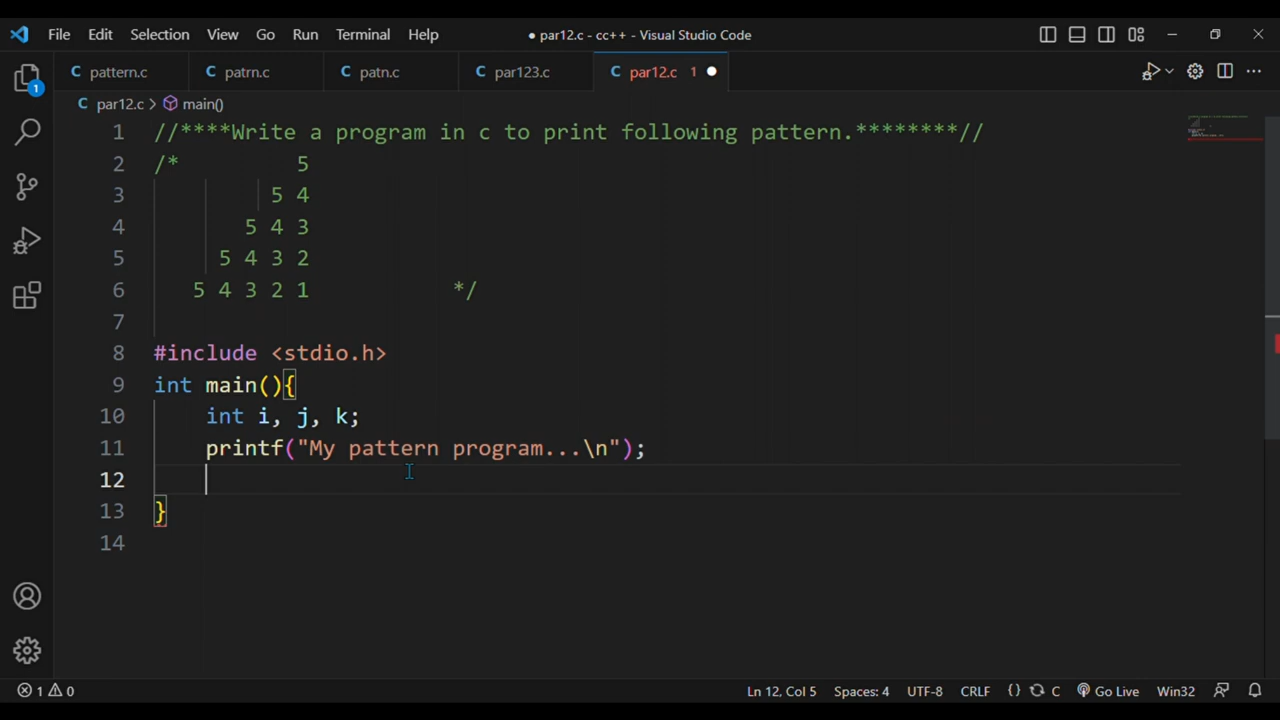 File Edit Selection View Go Run Terminal Help ● par12.c - cc++ - Visual Studio Code
C pattern.c C patrn.c C patn.c C par123.c C par12.c 1 ●
C par12.c > main()
1 //****Write a program in c to print following pattern.********//
2 /* 5
3 5 4
4 5 4 3
5 5 4 3 2
6 5 4 3 2 1 */
7
8 #include <stdio.h>
9 int main(){
10 int i, j, k;
11 printf("My pattern program...\n");
12
13 }
14
1
1 0 Ln 12, Col 5 Spaces: 4 UTF-8 CRLF {} C Go Live Win32